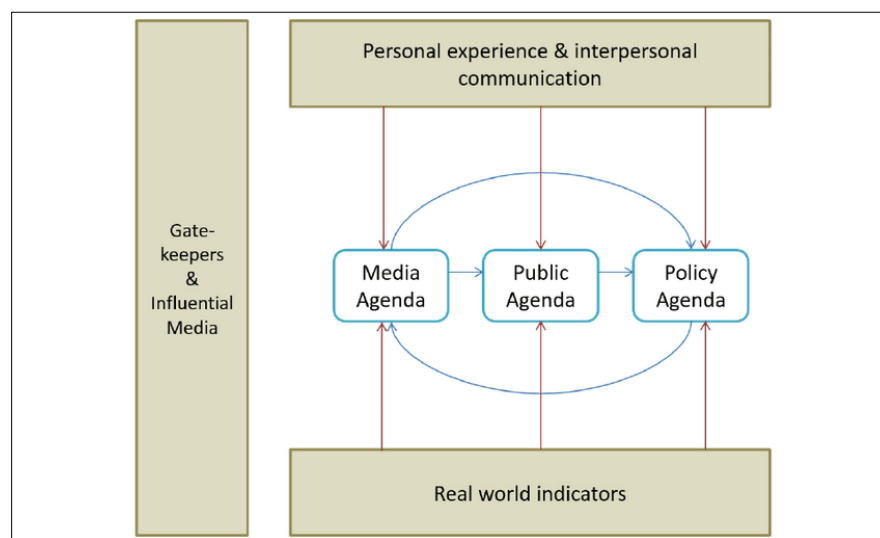 Personal experience & interpersonal
communication
Gate-
keepers
&
Influential
Media
Media
Agenda
Public
Agenda
Policy
Agenda
Real world indicators